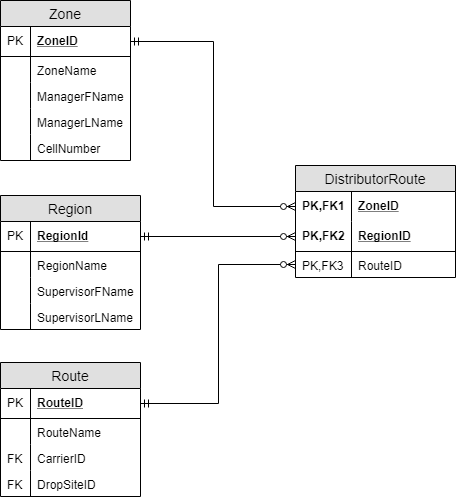 Zone
PK ZoneID
ZoneName
ManagerFName
ManagerLName
CellNumber
DistributorRoute
PK,FK1 ZoneID
PK,FK2 RegionID
PK,FK3 RouteID
Region
PK RegionId
RegionName
SupervisorFName
SupervisorLName
Route
PK RouteID
RouteName
FK CarrierID
FK DropSiteID